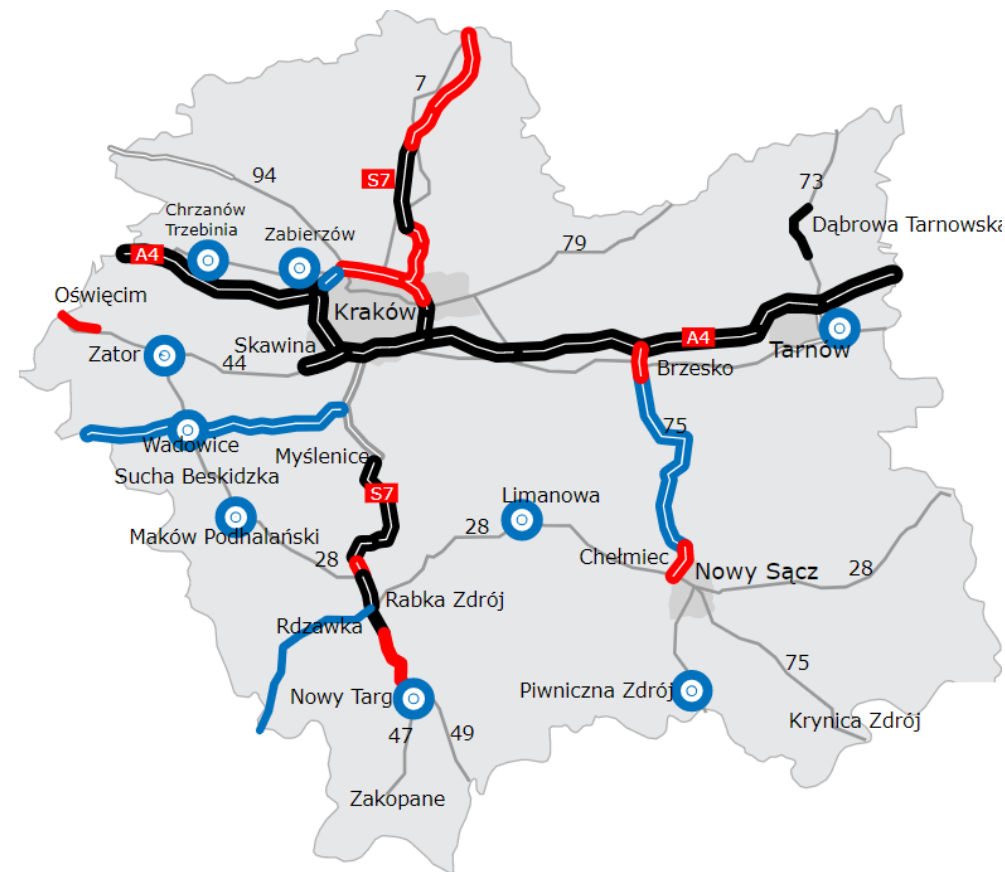 7
94
S7
73
Chrzanów
Trzebinia
Zabierzów
Dąbrowa Tarnowska
79
A4
Oświęcim
Kraków
Skawina
A4
Zator
44
Brzesko
Tarnów
75
Wadowice
Myślenice
Sucha Beskidzka
S7
Limanowa
Maków Podhalański
28
28
Chełmiec
Nowy Sącz
28
Rabka Zdrój
Rdzawka
75
Nowy Targ
Piwniczna Zdrój
47
49
Krynica Zdrój
Zakopane